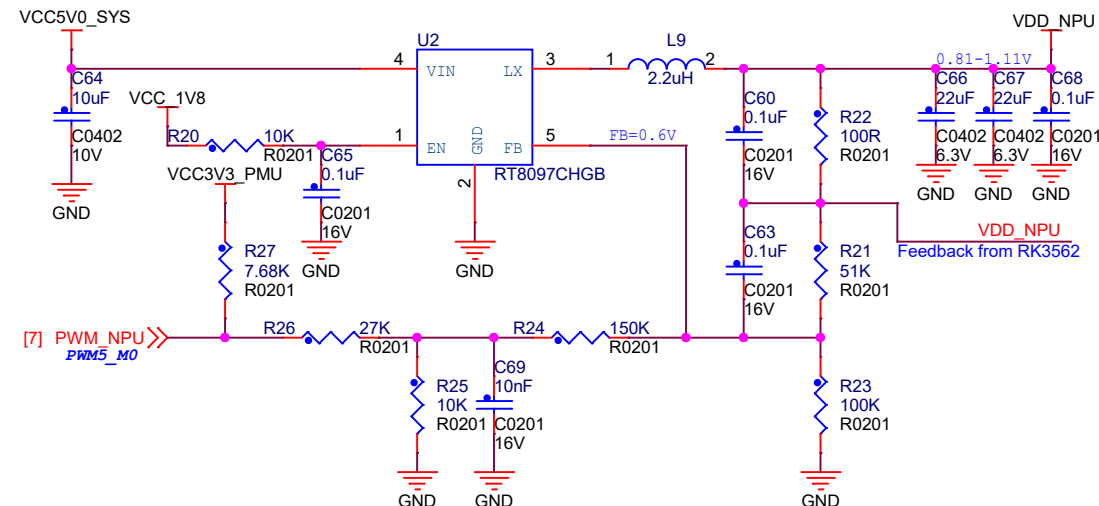 VCC5V0_SYS
U2
L9
VDD_NPU
4
VIN
LX
3
1
2
2.2uH
0.81-1.11V
C64
10uF
C0402
10V
VCC_1V8
R20
10K
R0201
1
EN
GND
FB
5
FB=0.6V
RT8097CHGB
2
C60
0.1uF
C0201
16V
R22
100R
R0201
C66
22uF
C0402
6.3V
C67
22uF
C0402
6.3V
C68
0.1uF
C0201
16V
GND
GND
GND
GND
C65
0.1uF
C0201
16V
GND
GND
VCC3V3_PMU
R27
7.68K
R0201
C63
0.1uF
C0201
16V
R21
51K
R0201
VDD_NPU
Feedback from RK3562
[7] PWM_NPU
PWM5_M0
R26
27K
R0201
R24
150K
R0201
R25
10K
R0201
C69
10nF
C0201
16V
R23
100K
R0201
GND
GND
GND